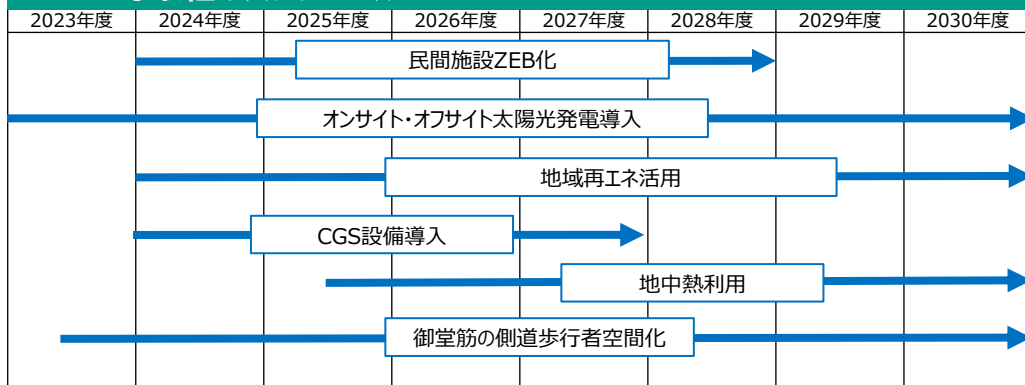 2023年度 2024年度 2025年度 2026年度 2027年度 2028年度 2029年度 2030年度
民間施設ZEB化
オンサイト・オフサイト太陽光発電導入
地域再エネ活用
CGS設備導入
地中熱利用
御堂筋の側道歩行者空間化